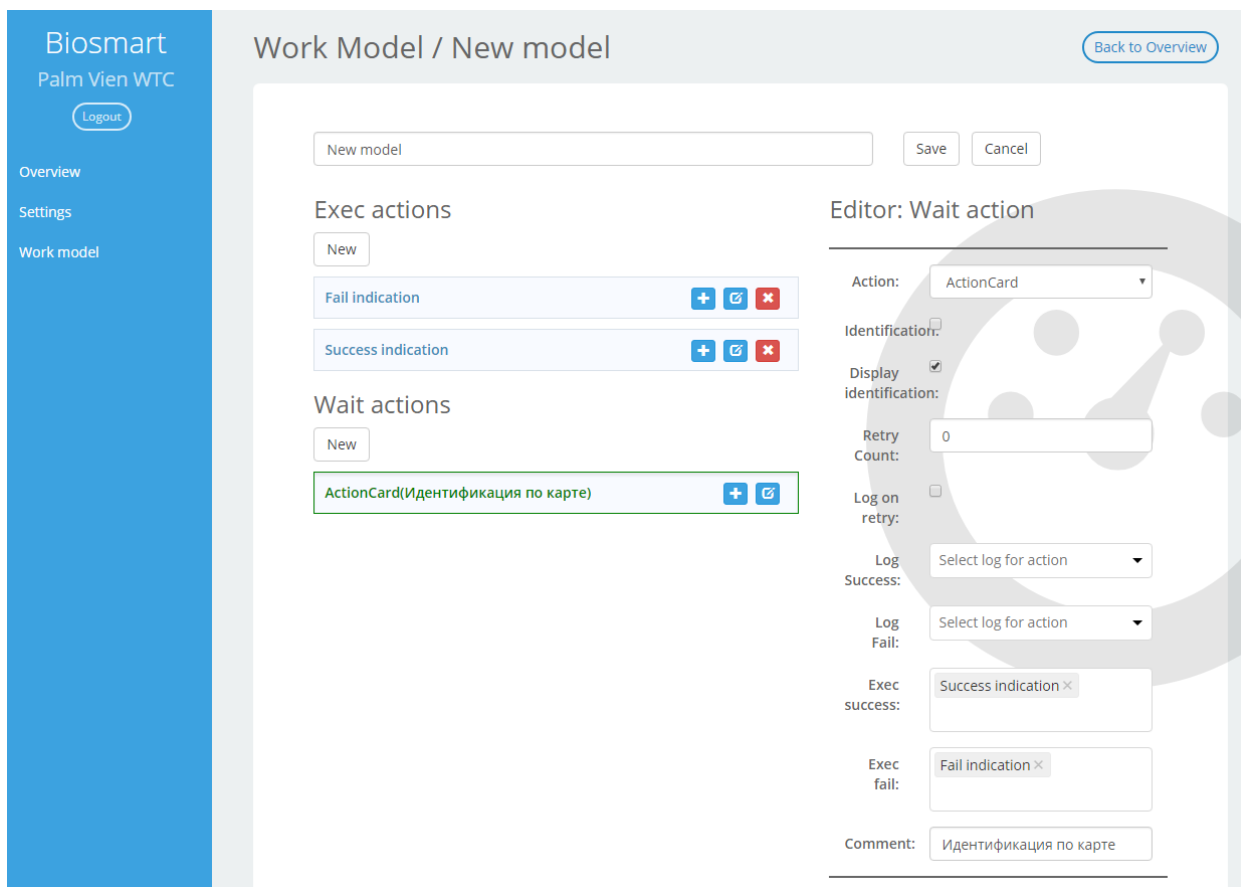 Biosmart
Palm Vien WTC
Logout
Overview
Settings
Work model
Work Model / New model
Back to Overview
New model
Save
Cancel
Exec actions
New
Fail indication
Success indication
Wait actions
New
ActionCard(Идентификация по карте)
Editor: Wait action
Action:
ActionCard
Identification:
Display
identification:
Retry
Count:
0
Log on
retry:
Log
Success:
Select log for action
Log
Fail:
Select log for action
Exec
success:
Success indication ×
Exec
fail:
Fail indication ×
Comment:
Идентификация по карте